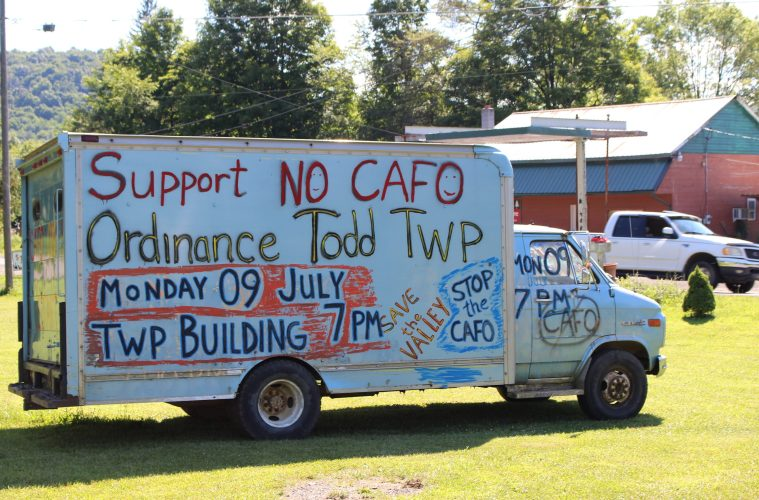 Support NO CAFO
Ordinance Todd TWP
MONDAY 09 JULY
TWP BUILDING 7PM
SAVE
the
VALLEY
STOP
the
CAFO
MON 09
7 PM
CAFO